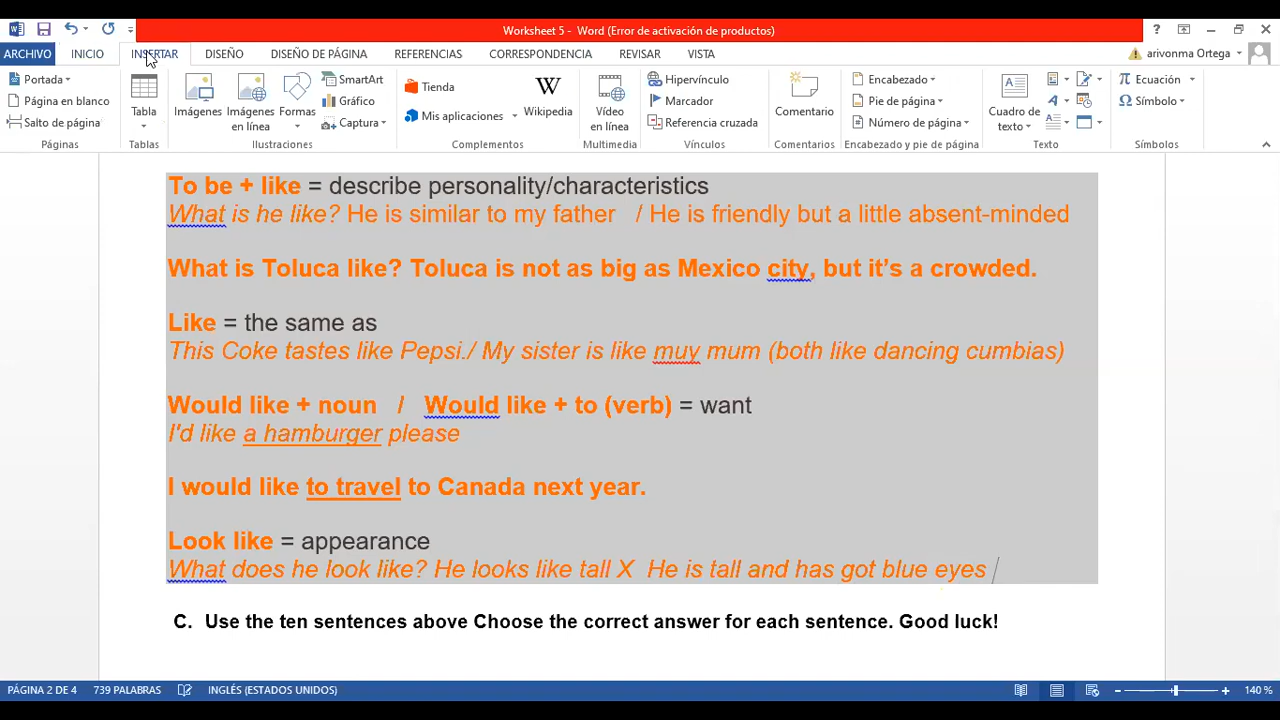 Worksheet 5 - Word (Error de activación de productos)
ARCHIVO INICIO INSERTAR DISEÑO DISEÑO DE PÁGINA REFERENCIAS CORRESPONDENCIA REVISAR VISTA arivonma Ortega
Portada
Página en blanco
Salto de página
Páginas
Tabla
Tablas
Imágenes
Imágenes en línea
Formas
SmartArt
Gráfico
Captura
Ilustraciones
Tienda
Mis aplicaciones
Wikipedia
Complementos
Vídeo en línea
Multimedia
Hipervínculo
Marcador
Referencia cruzada
Vínculos
Comentario
Comentarios
Encabezado
Pie de página
Número de página
Encabezado y pie de página
Cuadro de texto
Texto
Ecuación
Símbolo
Símbolos
To be + like = describe personality/characteristics
What is he like? He is similar to my father / He is friendly but a little absent-minded
What is Toluca like? Toluca is not as big as Mexico city, but it's a crowded.
Like = the same as
This Coke tastes like Pepsi./ My sister is like muy mum (both like dancing cumbias)
Would like + noun / Would like + to (verb) = want
I'd like a hamburger please
I would like to travel to Canada next year.
Look like = appearance
What does he look like? He looks like tall X He is tall and has got blue eyes /
C. Use the ten sentences above Choose the correct answer for each sentence. Good luck!
PÁGINA 2 DE 4 739 PALABRAS INGLÉS (ESTADOS UNIDOS) 140 %